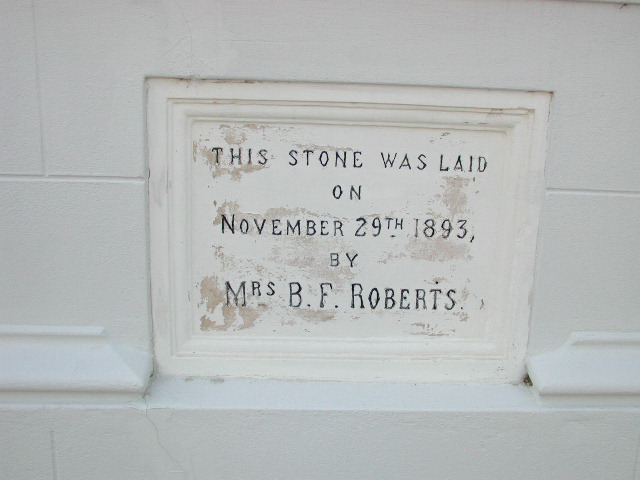 THIS STONE WAS LAID
ON
NOVEMBER 29TH 1893,
BY
MRS B. F. ROBERTS.